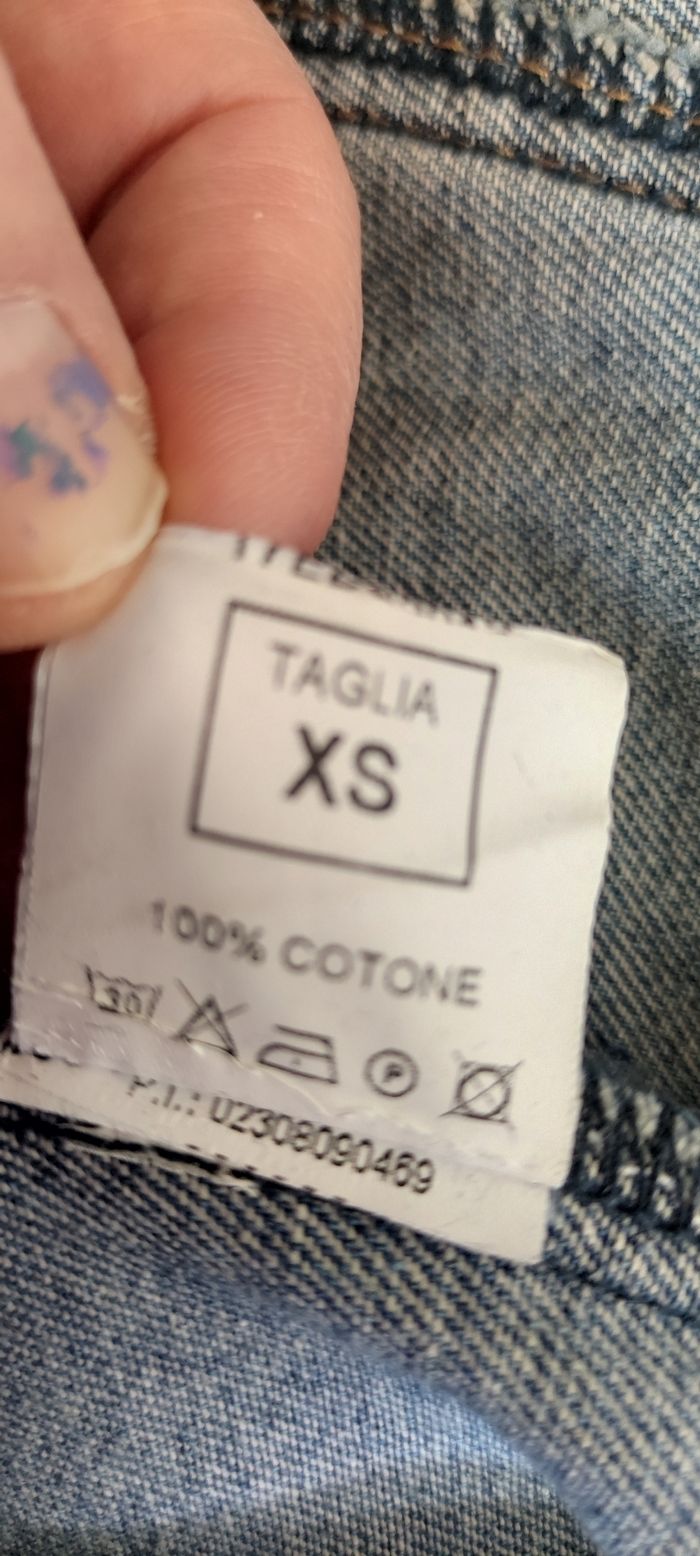 TAGLIA
XS
100% COTONE
30
P
P.I.: 02308090469